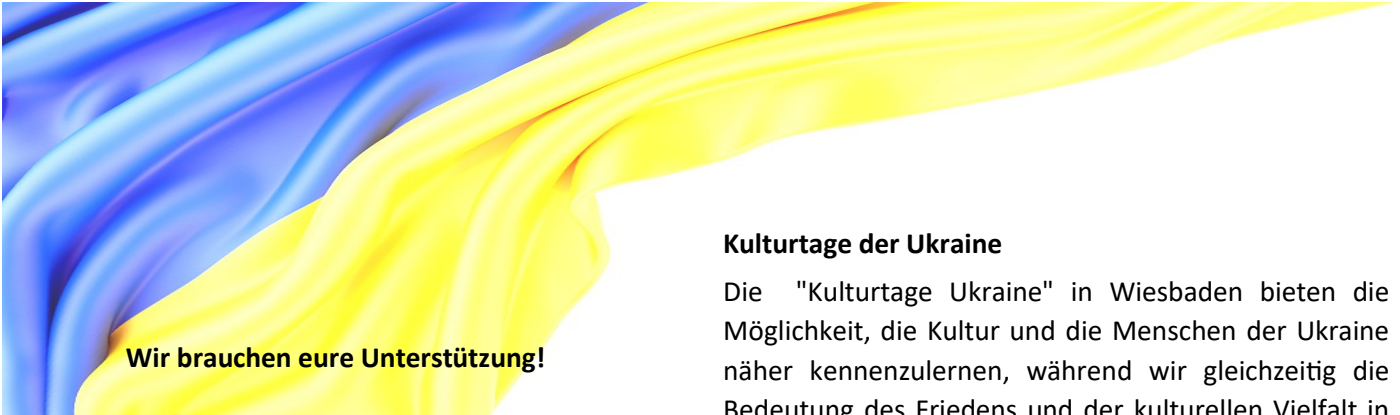 Wir brauchen eure Unterstützung!
Kulturtage der Ukraine
Die "Kulturtage Ukraine" in Wiesbaden bieten die
Möglichkeit, die Kultur und die Menschen der Ukraine
näher kennenzulernen, während wir gleichzeitig die
Bedeutung des Friedens und der kulturellen Vielfalt in